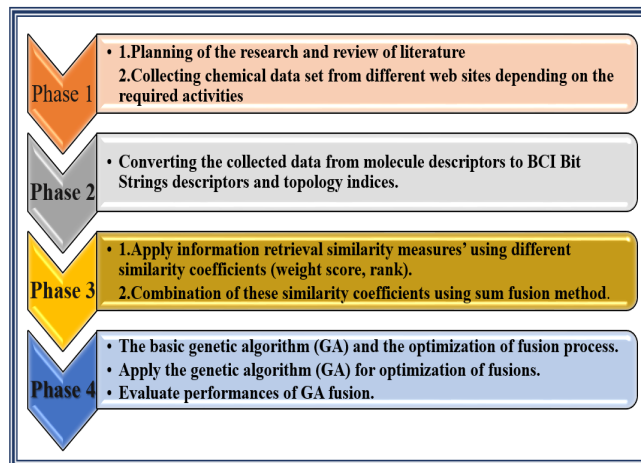 Phase 1
• 1.Planning of the research and review of literature
2.Collecting chemical data set from different web sites depending on the
required activities
Phase 2
• Converting the collected data from molecule descriptors to BCI Bit
Strings descriptors and topology indices.
Phase 3
• 1.Apply information retrieval similarity measures’ using different
similarity coefficients (weight score, rank).
2.Combination of these similarity coefficients using sum fusion method.
Phase 4
• The basic genetic algorithm (GA) and the optimization of fusion process.
• Apply the genetic algorithm (GA) for optimization of fusions.
• Evaluate performances of GA fusion.